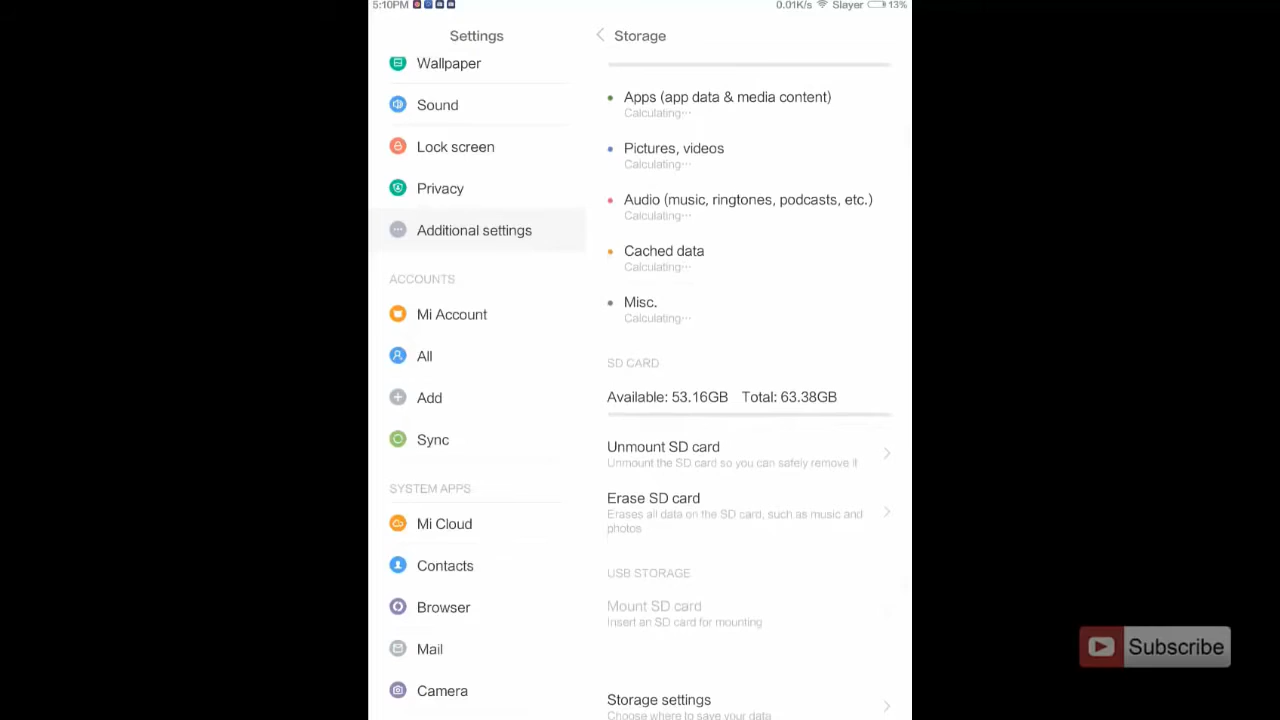 5:10PM 0.01K/s Slayer 13%
Settings
Wallpaper
Sound
Lock screen
Privacy
Additional settings
ACCOUNTS
Mi Account
All
Add
Sync
SYSTEM APPS
Mi Cloud
Contacts
Browser
Mail
Camera
Storage
Apps (app data & media content)
Calculating...
Pictures, videos
Calculating...
Audio (music, ringtones, podcasts, etc.)
Calculating...
Cached data
Calculating...
Misc.
Calculating...
SD CARD
Available: 53.16GB Total: 63.38GB
Unmount SD card
Unmount the SD card so you can safely remove it
Erase SD card
Erases all data on the SD card, such as music and
photos
USB STORAGE
Mount SD card
Insert an SD card for mounting
Storage settings
Choose where to save your data
Subscribe